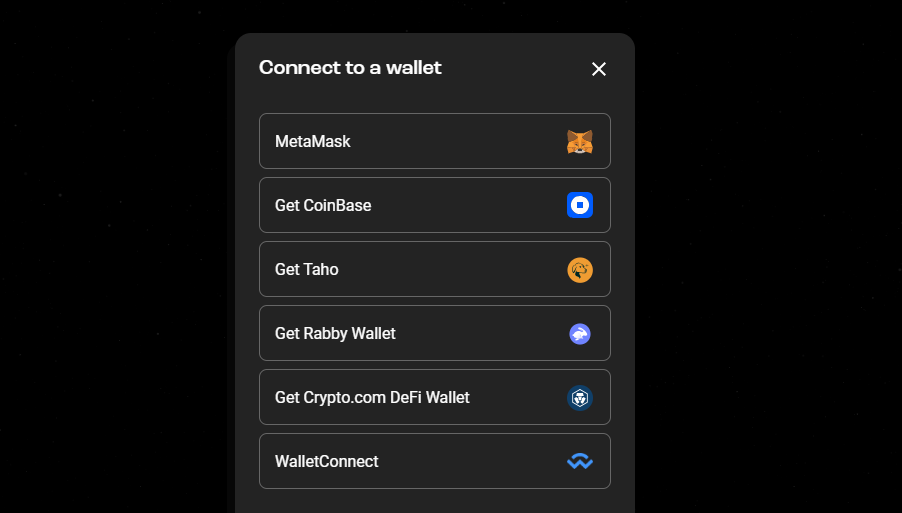 Connect to a wallet
MetaMask
Get CoinBase
Get Taho
Get Rabby Wallet
Get Crypto.com DeFi Wallet
WalletConnect